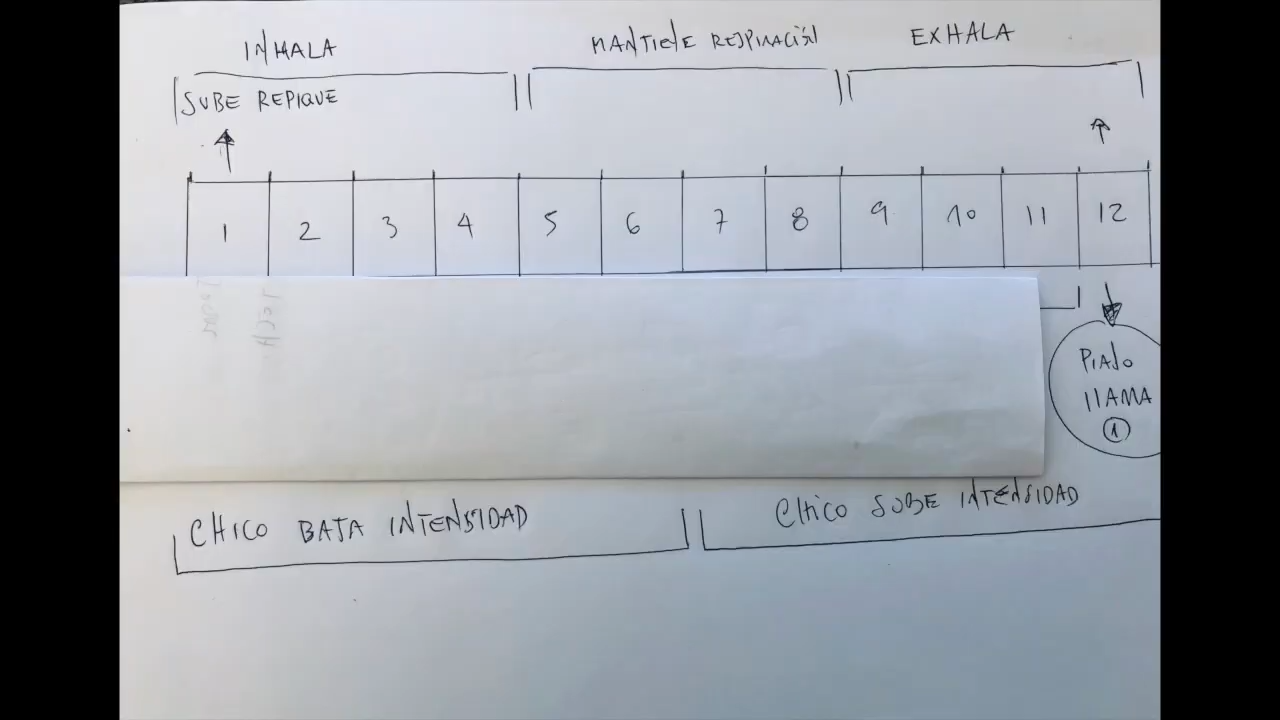 INHALA
MANTIENE RESPIRACIÓN
EXHALA
SUBE REPIQUE
1 2 3 4 5 6 7 8 9 10 11 12
PIANO
LLAMA
1
CHICO BAJA INTENSIDAD
CHICO SUBE INTENSIDAD